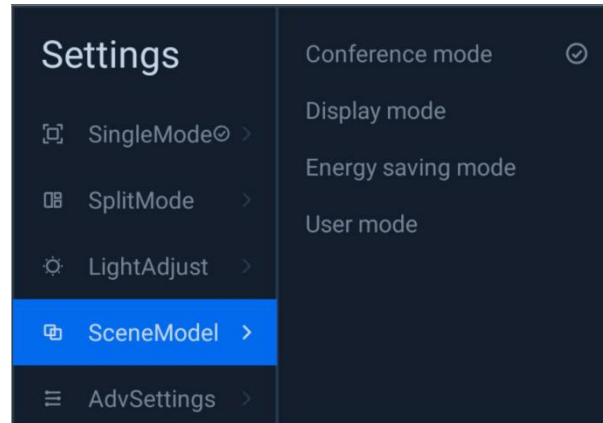 Settings
SingleMode
SplitMode
LightAdjust
SceneModel
AdvSettings
Conference mode
Display mode
Energy saving mode
User mode